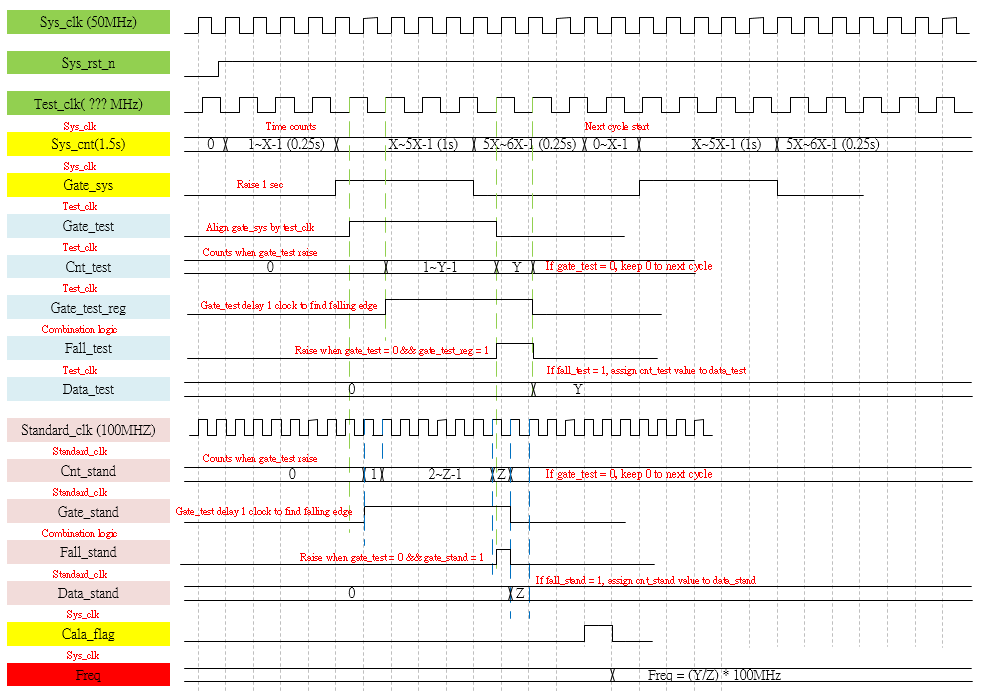 Sys_clk (50MHz)
Sys_rst_n
Test_clk( ??? MHz)
Sys_clk Time counts Next cycle start
Sys_cnt(1.5s) 0 1~X-1 (0.25s) X~5X-1 (1s) 5X~6X-1 (0.25s) 0~X-1 X~5X-1 (1s) 5X~6X-1 (0.25s)
Sys_clk
Gate_sys Raise 1 sec
Test_clk
Gate_test Align gate_sys by test_clk
Test_clk Counts when gate_test raise
Cnt_test 0 1~Y-1 Y If gate_test = 0, keep 0 to next cycle
Test_clk
Gate_test_reg Gate_test delay 1 clock to find falling edge
Combination logic
Fall_test Raise when gate_test = 0 && gate_test_reg = 1
Test_clk If fall_test = 1, assign cnt_test value to data_test
Data_test 0 Y
Standard_clk (100MHZ)
Standard_clk Counts when gate_test raise
Cnt_stand 0 1 2~Z-1 Z If gate_test = 0, keep 0 to next cycle
Standard_clk
Gate_stand Gate_test delay 1 clock to find falling edge
Combination logic
Fall_stand Raise when gate_test = 0 && gate_stand = 1
Standard_clk If fall_stand = 1, assign cnt_stand value to data_stand
Data_stand 0 Z
Sys_clk
Cala_flag
Sys_clk
Freq Freq = (Y/Z) * 100MHz